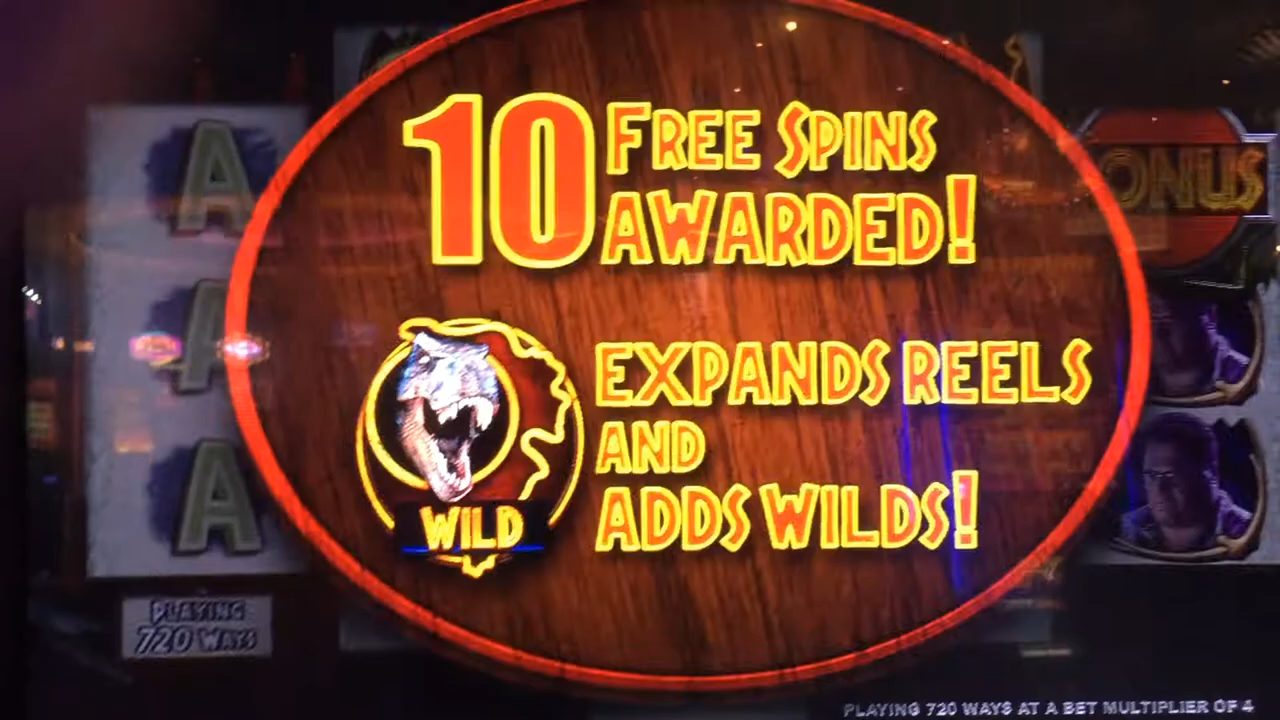 10 FREE SPINS
AWARDED!
EXPANDS REELS
AND
ADDS WILDS!
WILD
A
A
A
BONUS
PLAYING
720 WAYS
PLAYING 720 WAYS AT A BET MULTIPLIER OF 4